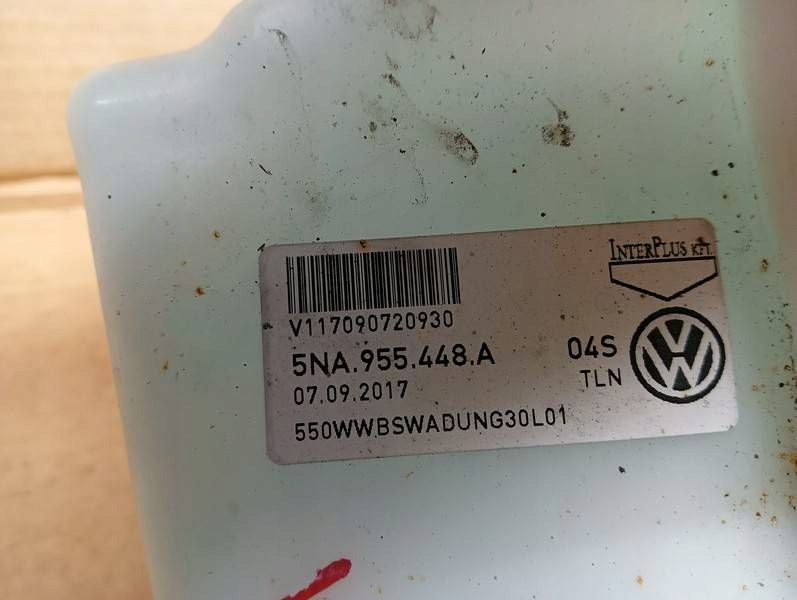 INTERPLUS KFT.
V117090720930
5NA.955.448.A 04S
07.09.2017 TLN
550WWBSWADUNG30L01